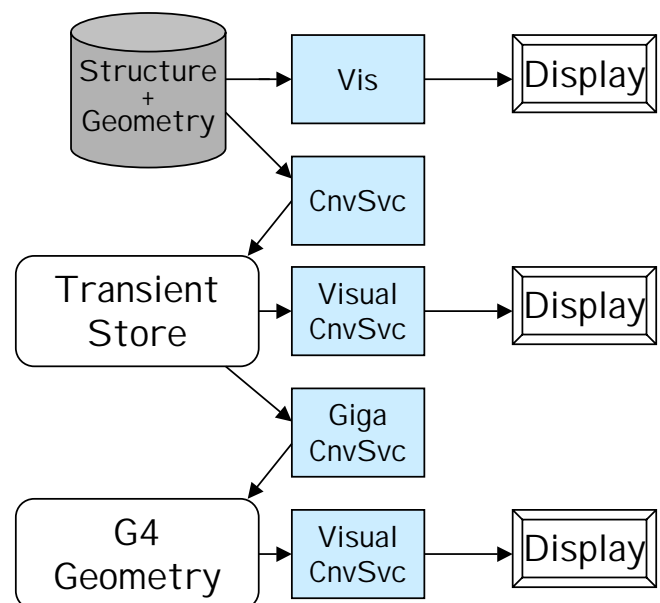 Structure
+
Geometry
Vis
Display
CnvSvc
Transient
Store
Visual
CnvSvc
Display
Giga
CnvSvc
G4
Geometry
Visual
CnvSvc
Display